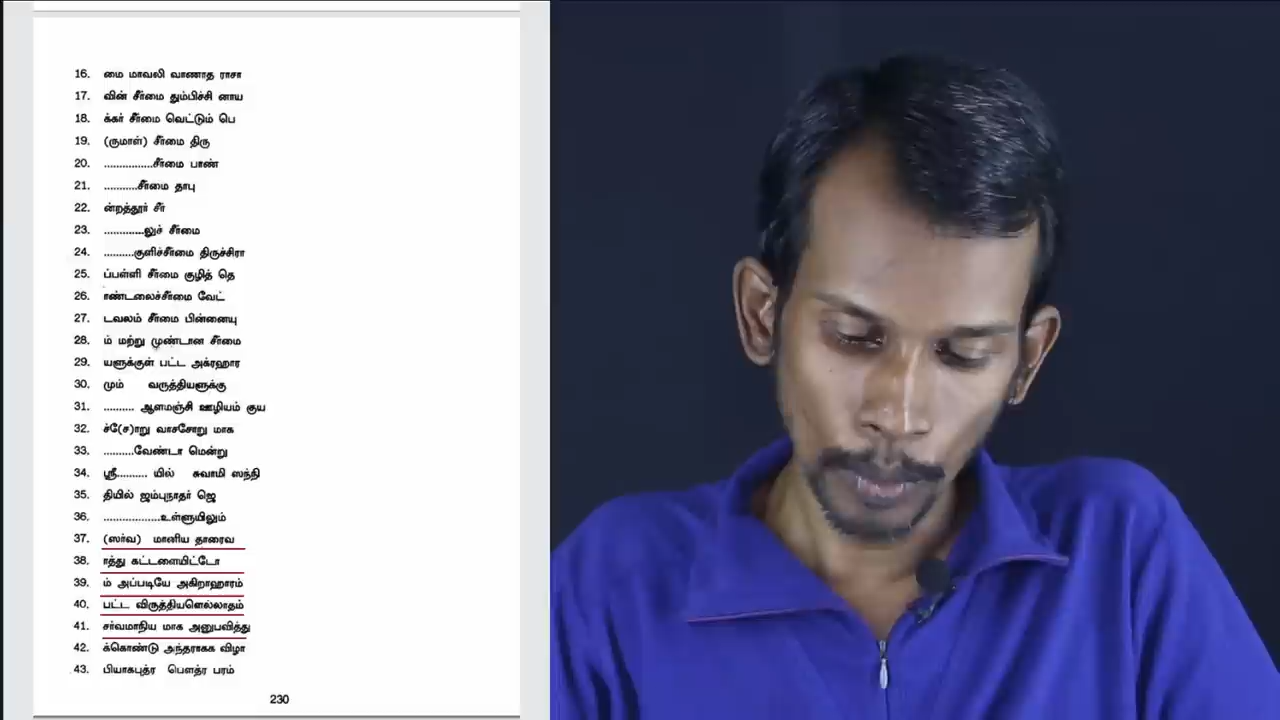 16. மை மாவலி வாணாத ராசா
17. வின் சீர்மை தும்பிச்சி னாய
18. க்கர் சீர்மை வெட்டும் பெ
19. (ருமாள்) சீர்மை திரு
20. ................சீர்மை பாண்
21. ...........சீர்மை தாபு
22. ன்றத்தூர் சீர்
23. .............லுச் சீர்மை
24. ..........குளிச்சீர்மை திருச்சிரா
25. ப்பள்ளி சீர்மை குழித் தெ
26. ாண்டலைச்சீர்மை வேட்
27. டவலம் சீர்மை பின்னையு
28. ம் மற்று முண்டான சீர்மை
29. யளுக்குள் பட்ட அக்ரஹார
30. மும் வருத்தியளுக்கு
31. .......... ஆளமஞ்சி ஊழியம் குய
32. ச்சே(ச)ாறு வாசசோறு மாக
33. ..........வேண்டா மென்று
34. ஸ்ரீ.......... யில் சுவாமி ஸந்நி
35. தியில் ஜம்புநாதர் ஜெ
36. ..................உள்ளுயிலும்
37. (ஸர்வ) மானிய தாரைவ
38. ார்த்து கட்டளையிட்டோ
39. ம் அப்படியே அகிறாஹாரம்
40. பட்ட விருத்தியளெல்லாதம்
41. சர்வமாநிய மாக அனுபவித்து
42. க்கொண்டு அந்தராகக விழா
43. பியாகபுத்ர பௌத்ர பரம்
230